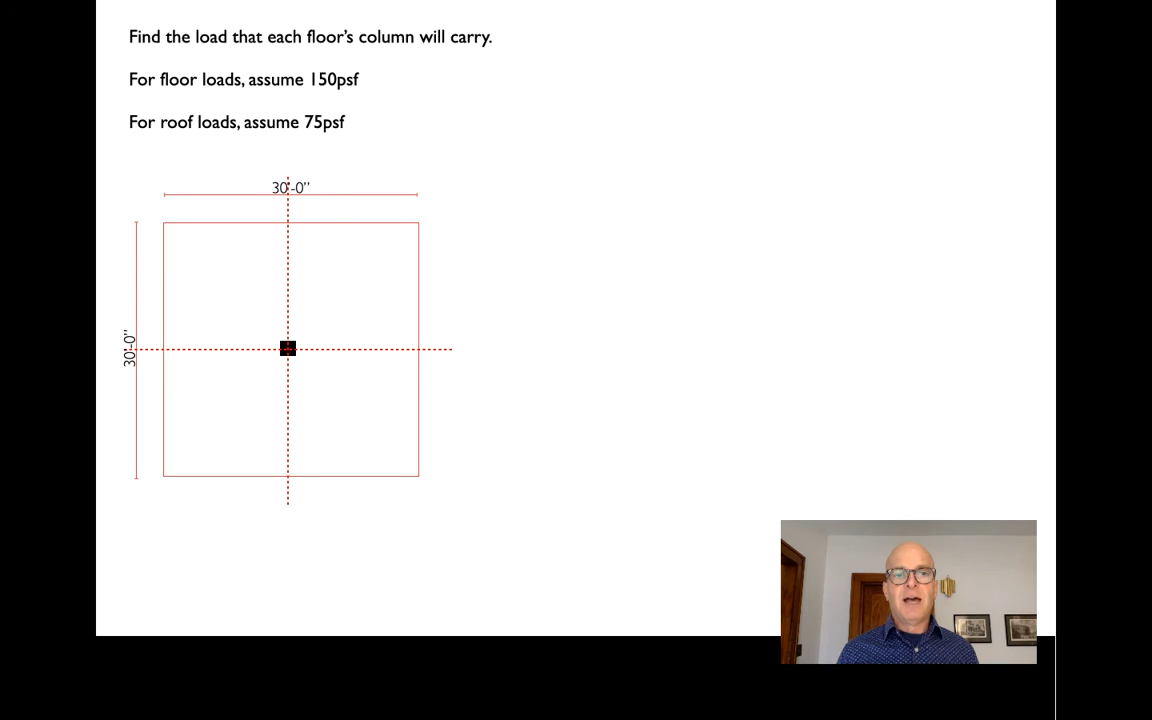 Find the load that each floor's column will carry.
For floor loads, assume 150psf
For roof loads, assume 75psf
30'-0"
30'-0"